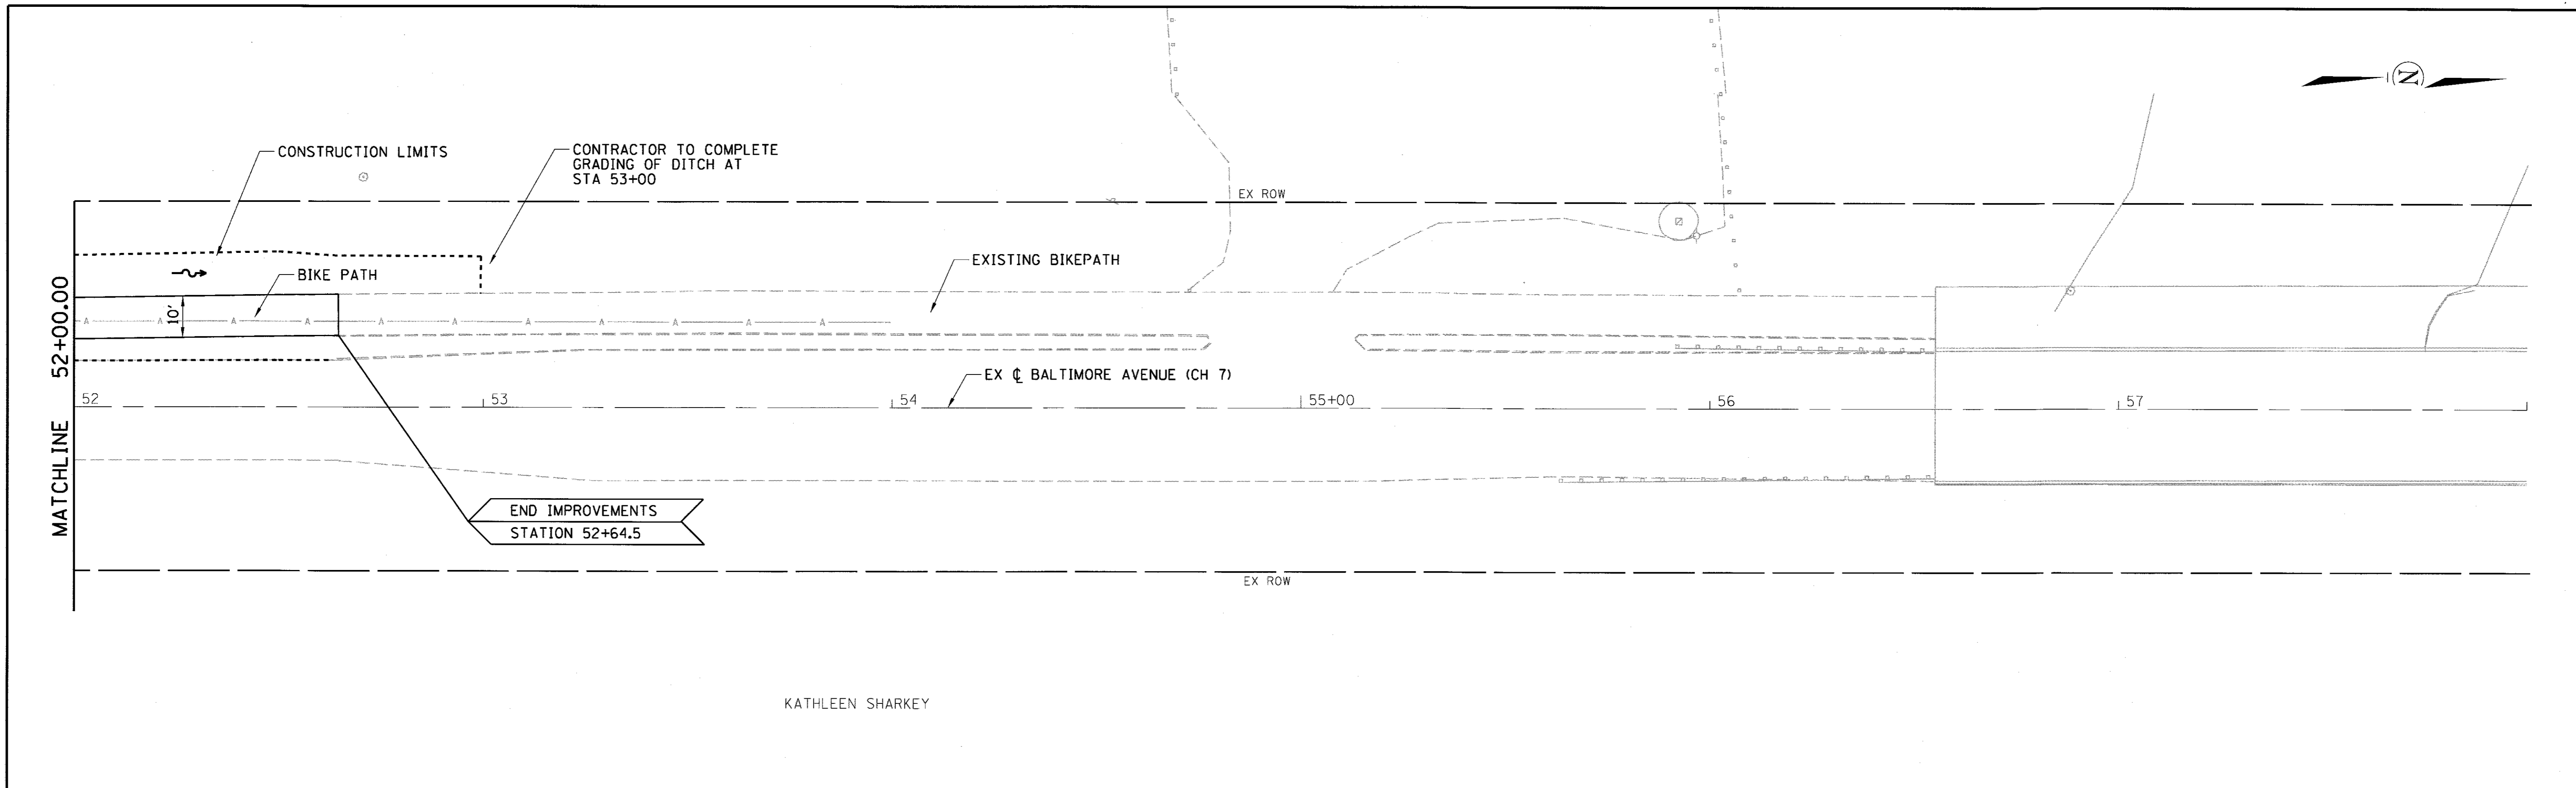 N
CONSTRUCTION LIMITS
CONTRACTOR TO COMPLETE
GRADING OF DITCH AT
STA 53+00
EX ROW
BIKE PATH
EXISTING BIKEPATH
10'
A A A A A A A A A A A
EX ℄ BALTIMORE AVENUE (CH 7)
52 53 54 55+00 56 57
MATCHLINE 52+00.00
END IMPROVEMENTS
STATION 52+64.5
EX ROW
KATHLEEN SHARKEY